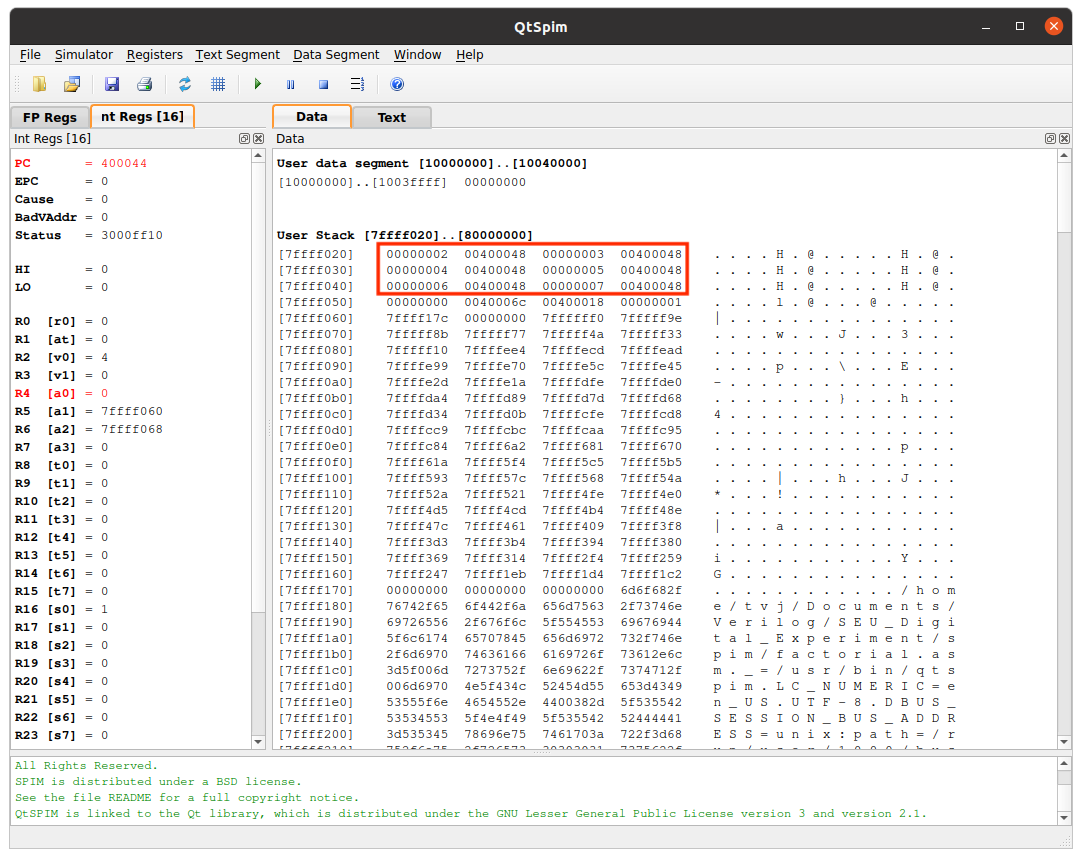 QtSpim
File Simulator Registers Text Segment Data Segment Window Help
FP Regs nt Regs [16]
Int Regs [16]
PC = 400044
EPC = 0
Cause = 0
BadVAddr = 0
Status = 3000ff10
HI = 0
LO = 0
R0 [r0] = 0
R1 [at] = 0
R2 [v0] = 4
R3 [v1] = 0
R4 [a0] = 0
R5 [a1] = 7ffff060
R6 [a2] = 7ffff068
R7 [a3] = 0
R8 [t0] = 0
R9 [t1] = 0
R10 [t2] = 0
R11 [t3] = 0
R12 [t4] = 0
R13 [t5] = 0
R14 [t6] = 0
R15 [t7] = 0
R16 [s0] = 1
R17 [s1] = 0
R18 [s2] = 0
R19 [s3] = 0
R20 [s4] = 0
R21 [s5] = 0
R22 [s6] = 0
R23 [s7] = 0
Data Text
Data
User data segment [10000000]..[10040000]
[10000000]..[1003ffff] 00000000
User Stack [7ffff020]..[80000000]
[7ffff020] 00000002 00400048 00000003 00400048 . . . . H . @ . . . . . H . @ .
[7ffff030] 00000004 00400048 00000005 00400048 . . . . H . @ . . . . . H . @ .
[7ffff040] 00000006 00400048 00000007 00400048 . . . . H . @ . . . . . H . @ .
[7ffff050] 00000000 0040006c 00400018 00000001 . . . . l . @ . . . @ . . . . .
[7ffff060] 7ffff17c 00000000 7ffffff0 7fffff9e | . . . . . . . . . . . . . . .
[7ffff070] 7fffff8b 7fffff77 7fffff4a 7fffff33 . . . . w . . . J . . . 3 . . .
[7ffff080] 7fffff10 7ffffee4 7ffffecd 7ffffead . . . . . . . . . . . . . . . .
[7ffff090] 7ffffe99 7ffffe70 7ffffe5c 7ffffe45 . . . . p . . . \ . . . E . . .
[7ffff0a0] 7ffffe2d 7ffffe1a 7ffffdfe 7ffffde0 - . . . . . . . . . . . . . . .
[7ffff0b0] 7ffffda4 7ffffd89 7ffffd7d 7ffffd68 . . . . . . . . } . . . h . . .
[7ffff0c0] 7ffffd34 7ffffd0b 7ffffcfe 7ffffcd8 4 . . . . . . . . . . . . . . .
[7ffff0d0] 7ffffcc9 7ffffcbc 7ffffcaa 7ffffc95 . . . . . . . . . . . . . . . .
[7ffff0e0] 7ffffc84 7ffff6a2 7ffff681 7ffff670 . . . . . . . . . . . . p . . .
[7ffff0f0] 7ffff61a 7ffff5f4 7ffff5c5 7ffff5b5 . . . . . . . . . . . . . . . .
[7ffff100] 7ffff593 7ffff57c 7ffff568 7ffff54a . . . . | . . . h . . . J . . .
[7ffff110] 7ffff52a 7ffff521 7ffff4fe 7ffff4e0 * . . . ! . . . . . . . . . . .
[7ffff120] 7ffff4d5 7ffff4cd 7ffff4b4 7ffff48e . . . . . . . . . . . . . . . .
[7ffff130] 7ffff47c 7ffff461 7ffff409 7ffff3f8 | . . . a . . . . . . . . . . .
[7ffff140] 7ffff3d3 7ffff3b4 7ffff394 7ffff380 . . . . . . . . . . . . . . . .
[7ffff150] 7ffff369 7ffff314 7ffff2f4 7ffff259 i . . . . . . . . . . . Y . . .
[7ffff160] 7ffff247 7ffff1eb 7ffff1d4 7ffff1c2 G . . . . . . . . . . . . . . .
[7ffff170] 00000000 00000000 00000000 6d6f682f . . . . . . . . . . . . / h o m
[7ffff180] 76742f65 6f442f6a 656d7563 2f73746e e / t v j / D o c u m e n t s /
[7ffff190] 69726556 2f676f6c 5f554553 69676944 V e r i l o g / S E U _ D i g i
[7ffff1a0] 5f6c6174 65707845 656d6972 732f746e t a l _ E x p e r i m e n t / s
[7ffff1b0] 2f6d6970 74636166 6169726f 73612e6c p i m / f a c t o r i a l . a s
[7ffff1c0] 3d5f006d 7273752f 6e69622f 7374712f m . _ = / u s r / b i n / q t s
[7ffff1d0] 006d6970 4e5f434c 52454d55 653d4349 p i m . L C _ N U M E R I C = e
[7ffff1e0] 53555f6e 4654552e 4400382d 5f535542 n _ U S . U T F - 8 . D B U S _
[7ffff1f0] 53534553 5f4e4f49 5f535542 52444441 S E S S I O N _ B U S _ A D D R
[7ffff200] 3d535345 78696e75 7461703a 722f3d68 E S S = u n i x : p a t h = / r
All Rights Reserved.
SPIM is distributed under a BSD license.
See the file README for a full copyright notice.
QtSPIM is linked to the Qt library, which is distributed under the GNU Lesser General Public License version 3 and version 2.1.